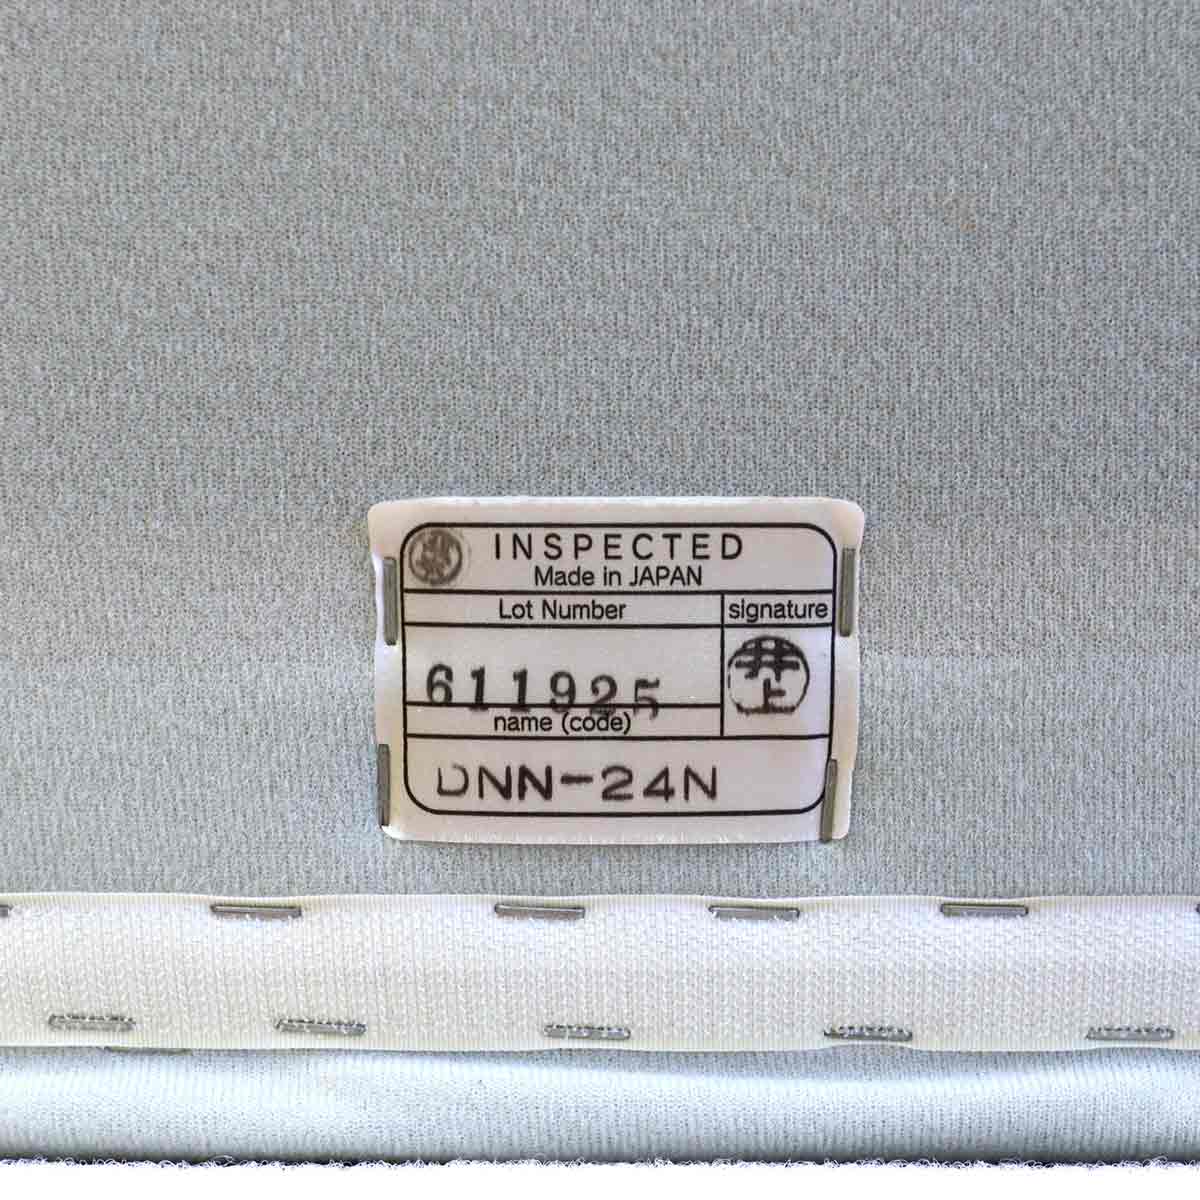 INSPECTED
Made in JAPAN
Lot Number
signature
611925
井上
name (code)
DNN-24N